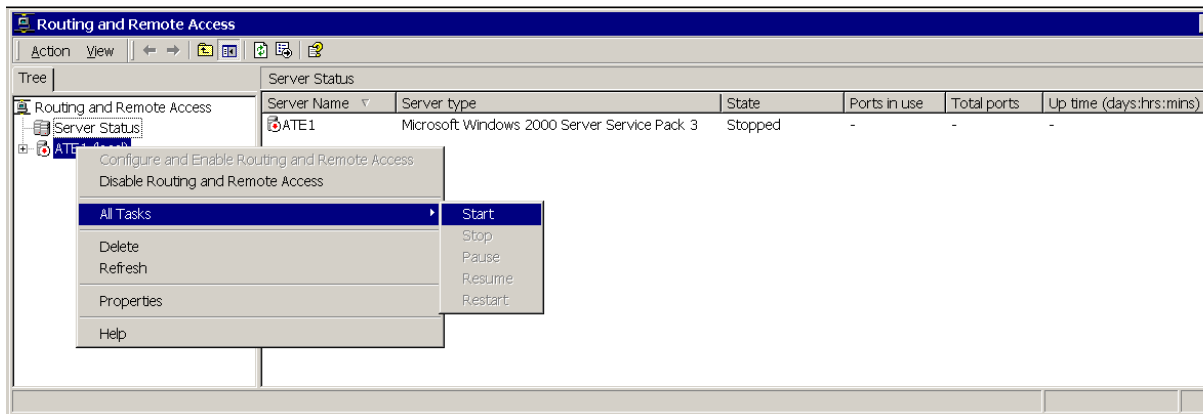 Routing and Remote Access
Action View
Tree
Server Status
Routing and Remote Access
Server Status
ATE1 (local)
Server Name Server type State Ports in use Total ports Up time (days:hrs:mins)
ATE1 Microsoft Windows 2000 Server Service Pack 3 Stopped - - -
Configure and Enable Routing and Remote Access
Disable Routing and Remote Access
All Tasks
Delete
Refresh
Properties
Help
Start
Stop
Pause
Resume
Restart